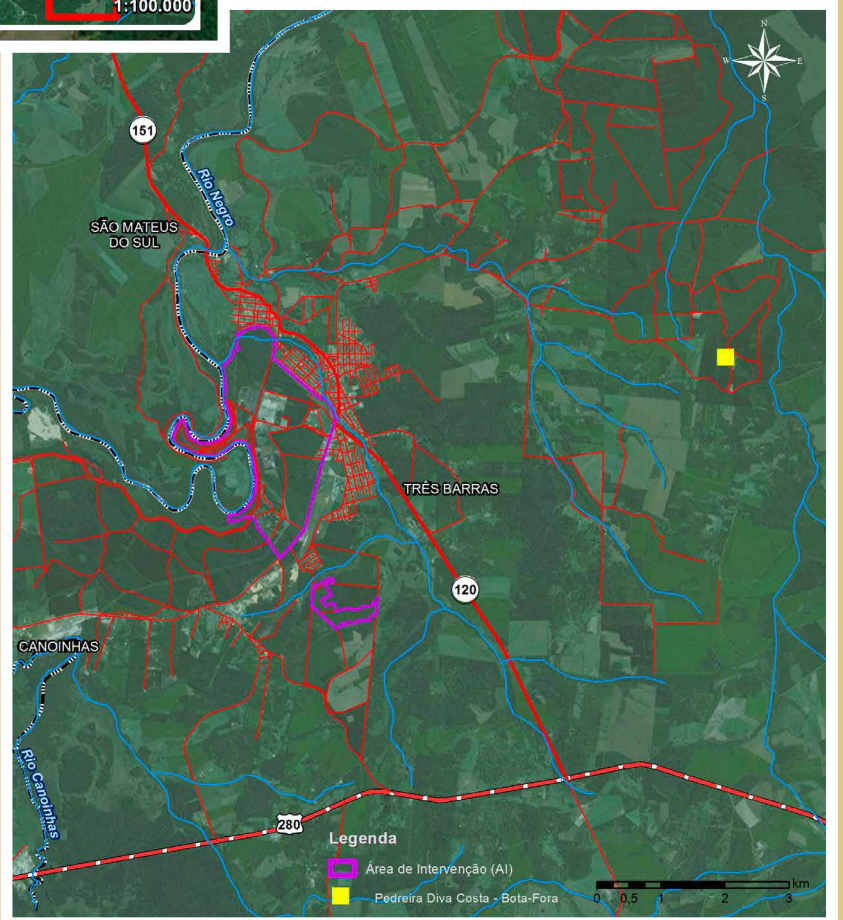 1:100.000
N
W
E
S
151
Rio Negro
SÃO MATEUS
DO SUL
TRÊS BARRAS
120
CANOINHAS
Rio Canoinhas
280
Legenda
Área de Intervenção (AI)
Pedreira Diva Costa - Bota-Fora
km
0 0,5 1 2 3